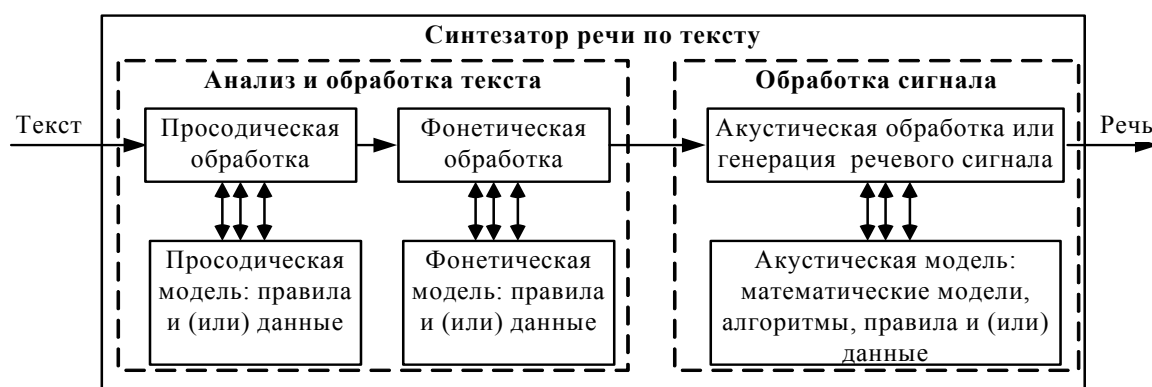 Синтезатор речи по тексту
Анализ и обработка текста
Обработка сигнала
Текст
Просодическая
обработка
Фонетическая
обработка
Акустическая обработка или
генерация речевого сигнала
Речь
Просодическая
модель: правила
и (или) данные
Фонетическая
модель: правила
и (или) данные
Акустическая модель:
математические модели,
алгоритмы, правила и (или)
данные